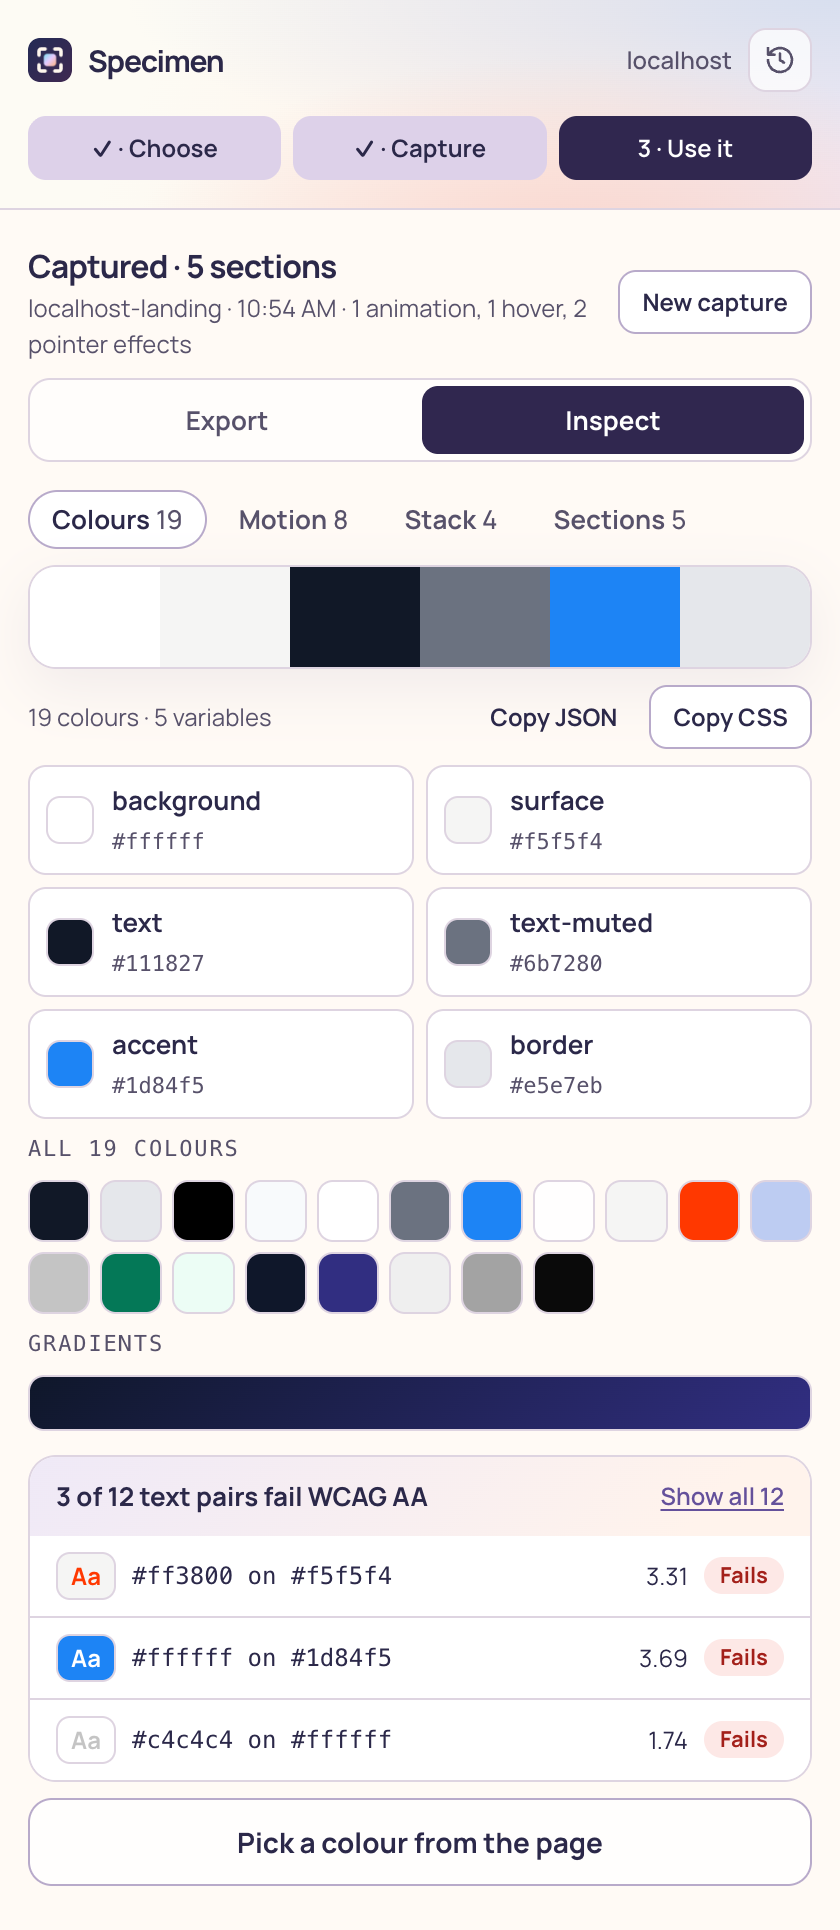 Specimen
localhost
✓ · Choose
✓ · Capture
3 · Use it
Captured · 5 sections
localhost-landing · 10:54 AM · 1 animation, 1 hover, 2
pointer effects
New capture
Export
Inspect
Colours 19
Motion 8
Stack 4
Sections 5
19 colours · 5 variables
Copy JSON
Copy CSS
background
#ffffff
surface
#f5f5f4
text
#111827
text-muted
#6b7280
accent
#1d84f5
border
#e5e7eb
ALL 19 COLOURS
GRADIENTS
3 of 12 text pairs fail WCAG AA
Show all 12
Aa #ff3800 on #f5f5f4 3.31 Fails
Aa #ffffff on #1d84f5 3.69 Fails
Aa #c4c4c4 on #ffffff 1.74 Fails
Pick a colour from the page